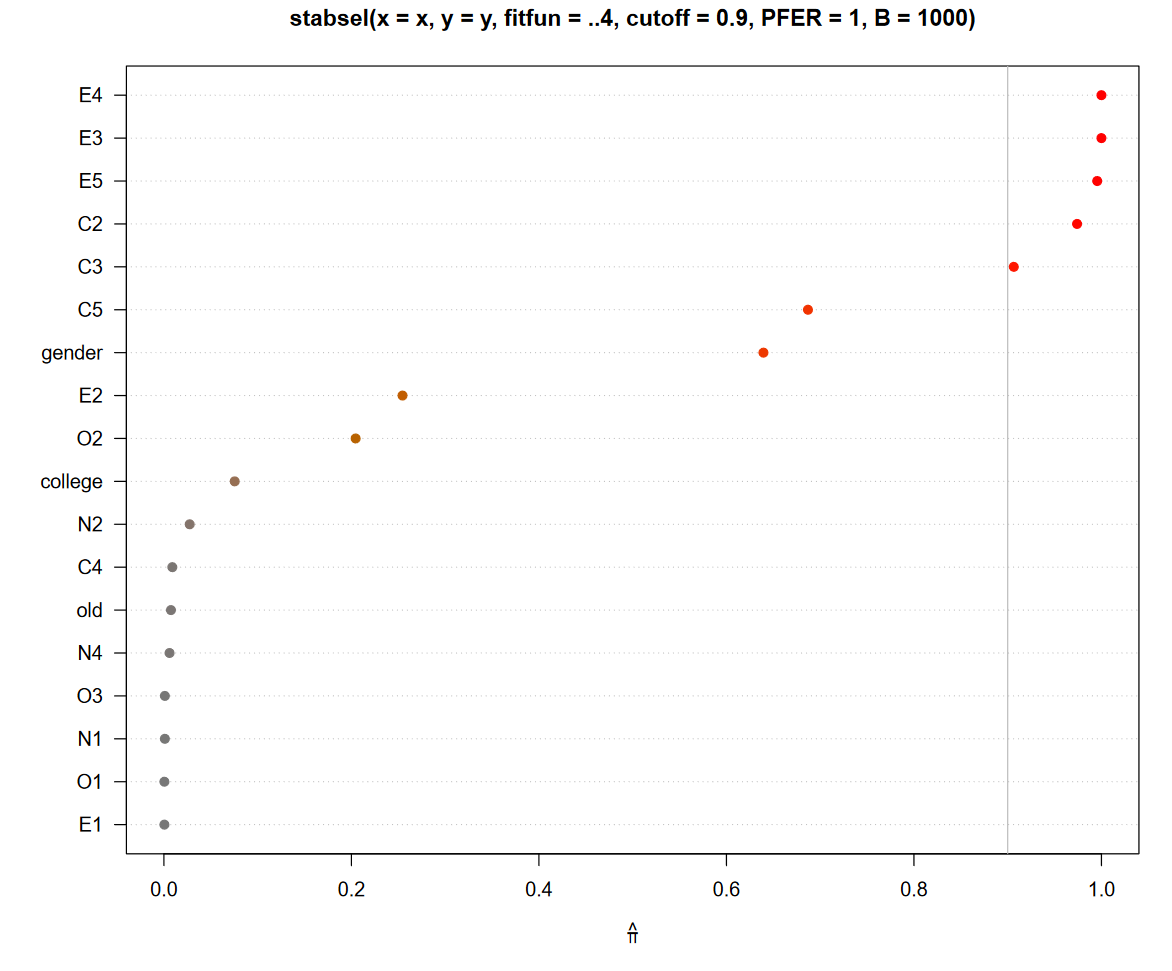 stabsel(x = x, y = y, fitfun = ..4, cutoff = 0.9, PFER = 1, B = 1000)
E4
E3
E5
C2
C3
C5
gender
E2
O2
college
N2
C4
old
N4
O3
N1
O1
E1
0.0 0.2 0.4 0.6 0.8 1.0
π̂